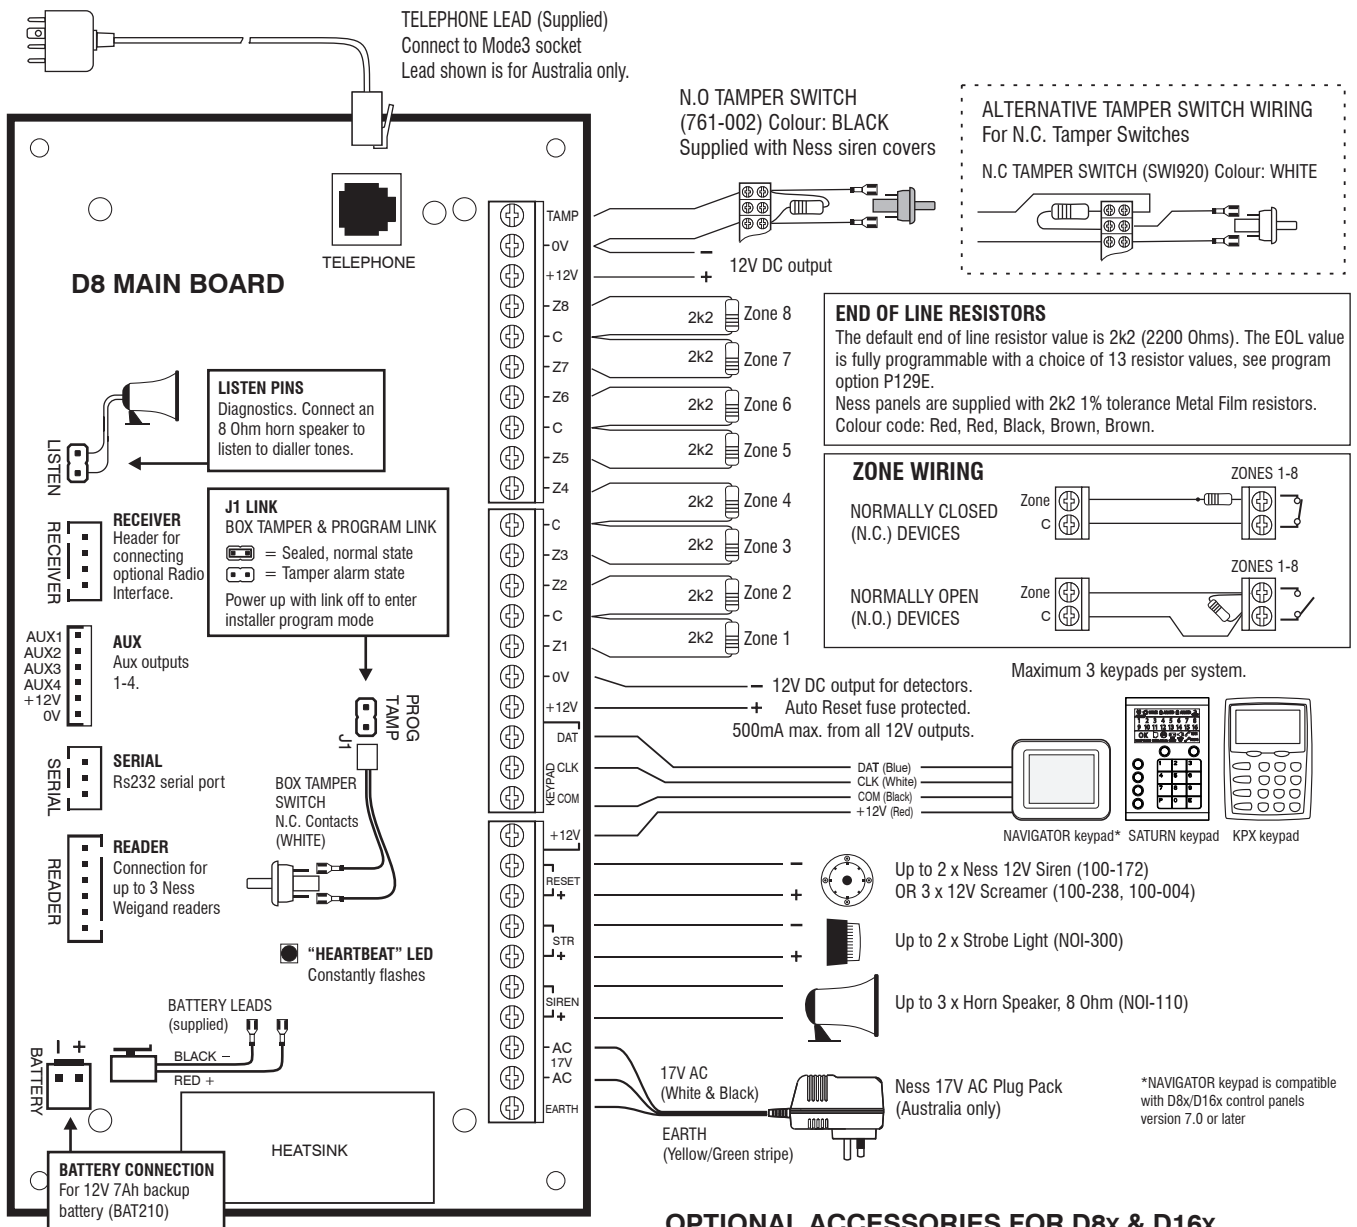 TELEPHONE LEAD (Supplied)
Connect to Mode3 socket
Lead shown is for Australia only.
N.O TAMPER SWITCH
(761-002) Colour: BLACK
Supplied with Ness siren covers
ALTERNATIVE TAMPER SWITCH WIRING
For N.C. Tamper Switches
N.C TAMPER SWITCH (SWI920) Colour: WHITE
TELEPHONE
D8 MAIN BOARD
TAMP
0V
+12V
Z8
C
Z7
Z6
C
Z5
Z4
C
Z3
Z2
C
Z1
0V
+12V
DAT
CLK
COM
KEYPAD
+12V
RESET
+
STR
+
SIREN
+
AC
17V
AC
EARTH
–
+
12V DC output
2k2 Zone 8
2k2 Zone 7
2k2 Zone 6
2k2 Zone 5
2k2 Zone 4
2k2 Zone 3
2k2 Zone 2
2k2 Zone 1
END OF LINE RESISTORS
The default end of line resistor value is 2k2 (2200 Ohms). The EOL value
is fully programmable with a choice of 13 resistor values, see program
option P129E.
Ness panels are supplied with 2k2 1% tolerance Metal Film resistors.
Colour code: Red, Red, Black, Brown, Brown.
ZONE WIRING
NORMALLY CLOSED
(N.C.) DEVICES
Zone
C
ZONES 1-8
NORMALLY OPEN
(N.O.) DEVICES
Zone
C
ZONES 1-8
LISTEN PINS
Diagnostics. Connect an
8 Ohm horn speaker to
listen to dialler tones.
LISTEN
J1 LINK
BOX TAMPER & PROGRAM LINK
= Sealed, normal state
= Tamper alarm state
Power up with link off to enter
installer program mode
RECEIVER
RECEIVER
Header for
connecting
optional Radio
Interface.
AUX1
AUX2
AUX3
AUX4
+12V
0V
AUX
Aux outputs
1-4.
PROG
TAMP
J1
SERIAL
SERIAL
Rs232 serial port
BOX TAMPER
SWITCH
N.C. Contacts
(WHITE)
READER
READER
Connection for
up to 3 Ness
Weigand readers
"HEARTBEAT" LED
Constantly flashes
BATTERY LEADS
(supplied)
BLACK –
RED +
– +
BATTERY
HEATSINK
BATTERY CONNECTION
For 12V 7Ah backup
battery (BAT210)
– 12V DC output for detectors.
+ Auto Reset fuse protected.
500mA max. from all 12V outputs.
Maximum 3 keypads per system.
DAT (Blue)
CLK (White)
COM (Black)
+12V (Red)
NAVIGATOR keypad* SATURN keypad KPX keypad
–
+
Up to 2 x Ness 12V Siren (100-172)
OR 3 x 12V Screamer (100-238, 100-004)
–
+
Up to 2 x Strobe Light (NOI-300)
Up to 3 x Horn Speaker, 8 Ohm (NOI-110)
17V AC
(White & Black)
EARTH
(Yellow/Green stripe)
Ness 17V AC Plug Pack
(Australia only)
*NAVIGATOR keypad is compatible
with D8x/D16x control panels
version 7.0 or later
OPTIONAL ACCESSORIES FOR D8x & D16x